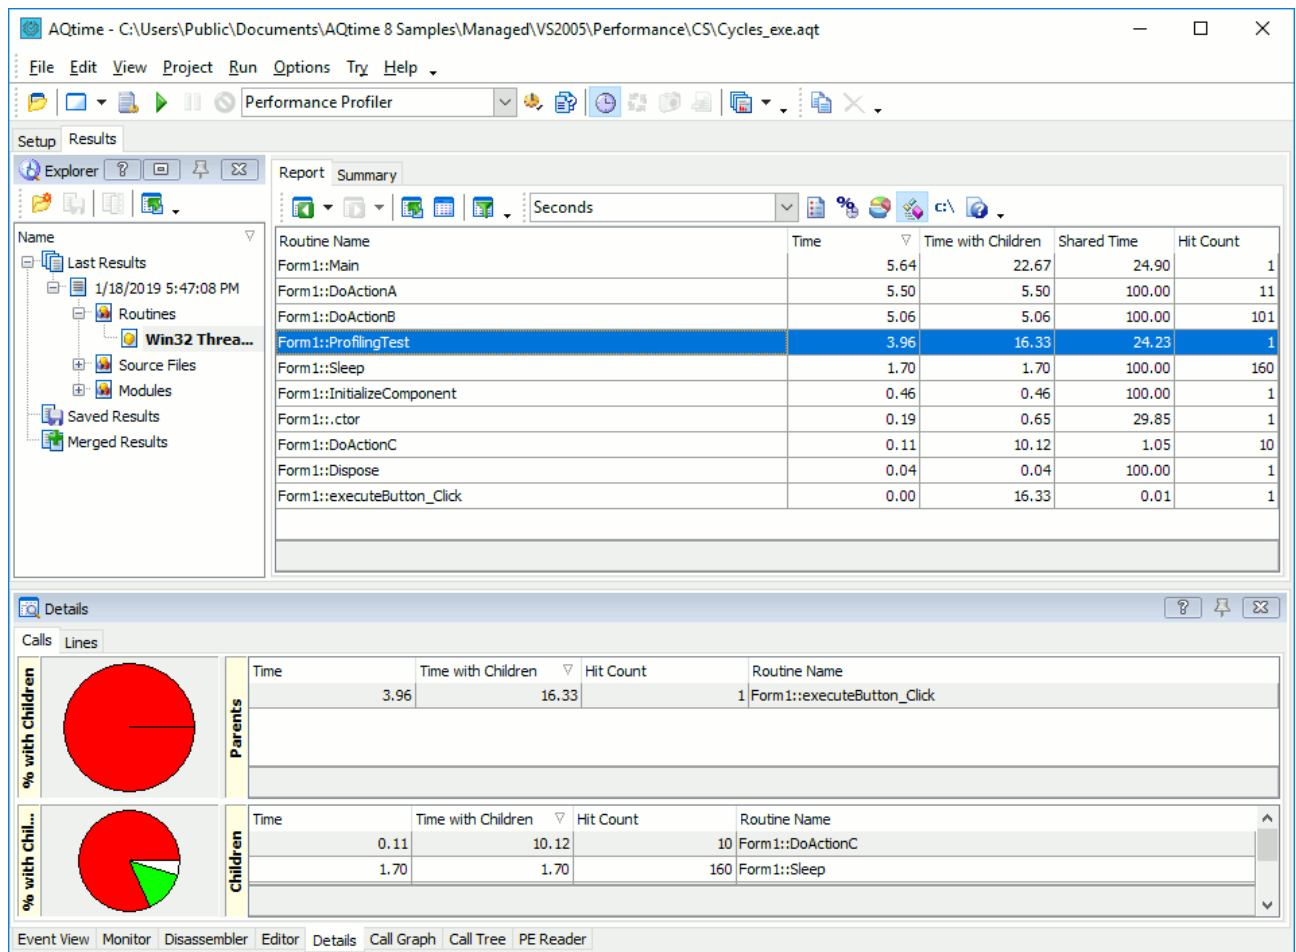 AQtime - C:\Users\Public\Documents\AQtime 8 Samples\Managed\VS2005\Performance\CS\Cycles_exe.aqt
File Edit View Project Run Options Try Help
Performance Profiler
Setup Results
Explorer
Name
Last Results
1/18/2019 5:47:08 PM
Routines
Win32 Threa...
Source Files
Modules
Saved Results
Merged Results
Report Summary
Seconds
C:\
Routine Name Time Time with Children Shared Time Hit Count
Form1::Main 5.64 22.67 24.90 1
Form1::DoActionA 5.50 5.50 100.00 11
Form1::DoActionB 5.06 5.06 100.00 101
Form1::ProfilingTest 3.96 16.33 24.23 1
Form1::Sleep 1.70 1.70 100.00 160
Form1::InitializeComponent 0.46 0.46 100.00 1
Form1::.ctor 0.19 0.65 29.85 1
Form1::DoActionC 0.11 10.12 1.05 10
Form1::Dispose 0.04 0.04 100.00 1
Form1::executeButton_Click 0.00 16.33 0.01 1
Details
Calls Lines
% with Children
Parents
Time Time with Children Hit Count Routine Name
3.96 16.33 1 Form1::executeButton_Click
% with Chil...
Children
Time Time with Children Hit Count Routine Name
0.11 10.12 10 Form1::DoActionC
1.70 1.70 160 Form1::Sleep
Event View Monitor Disassembler Editor Details Call Graph Call Tree PE Reader